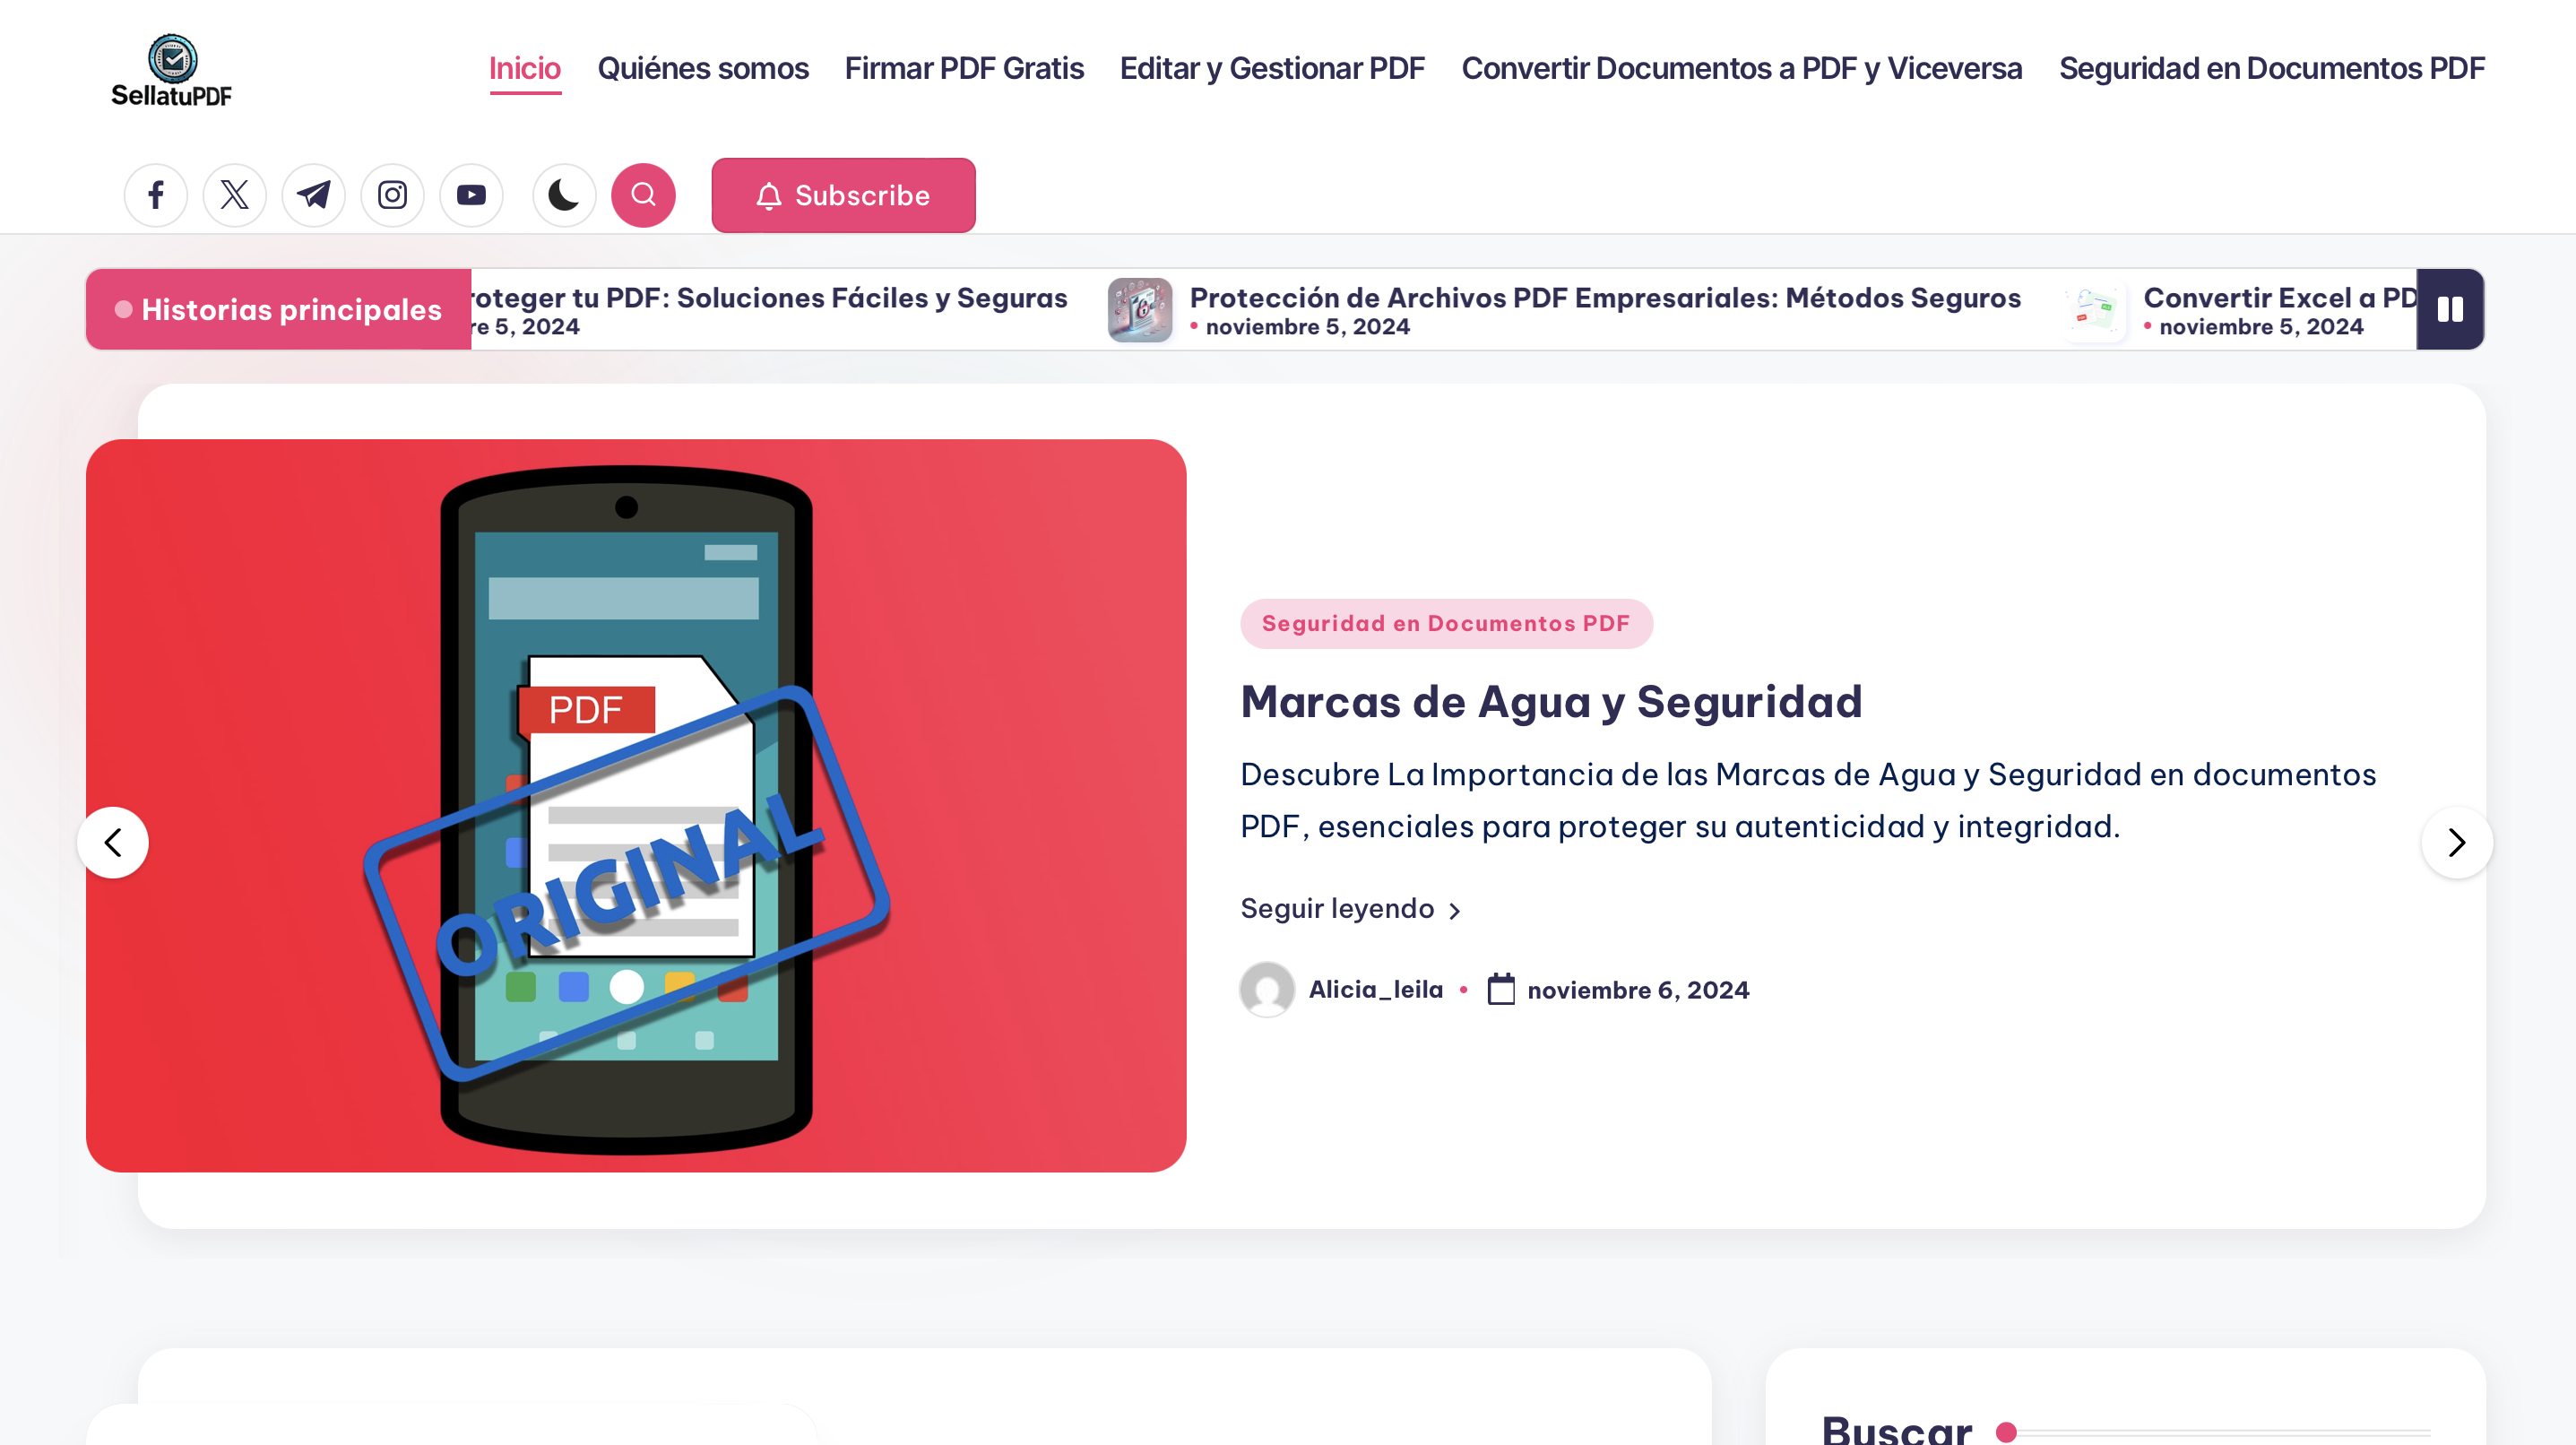 SellatuPDF
Inicio
Quiénes somos
Firmar PDF Gratis
Editar y Gestionar PDF
Convertir Documentos a PDF y Viceversa
Seguridad en Documentos PDF
Subscribe
Historias principales
roteger tu PDF: Soluciones Fáciles y Seguras
re 5, 2024
Protección de Archivos PDF Empresariales: Métodos Seguros
noviembre 5, 2024
Convertir Excel a PD
noviembre 5, 2024
PDF
ORIGINAL
Seguridad en Documentos PDF
Marcas de Agua y Seguridad
Descubre La Importancia de las Marcas de Agua y Seguridad en documentos
PDF, esenciales para proteger su autenticidad y integridad.
Seguir leyendo
Alicia_leila
noviembre 6, 2024
Buscar